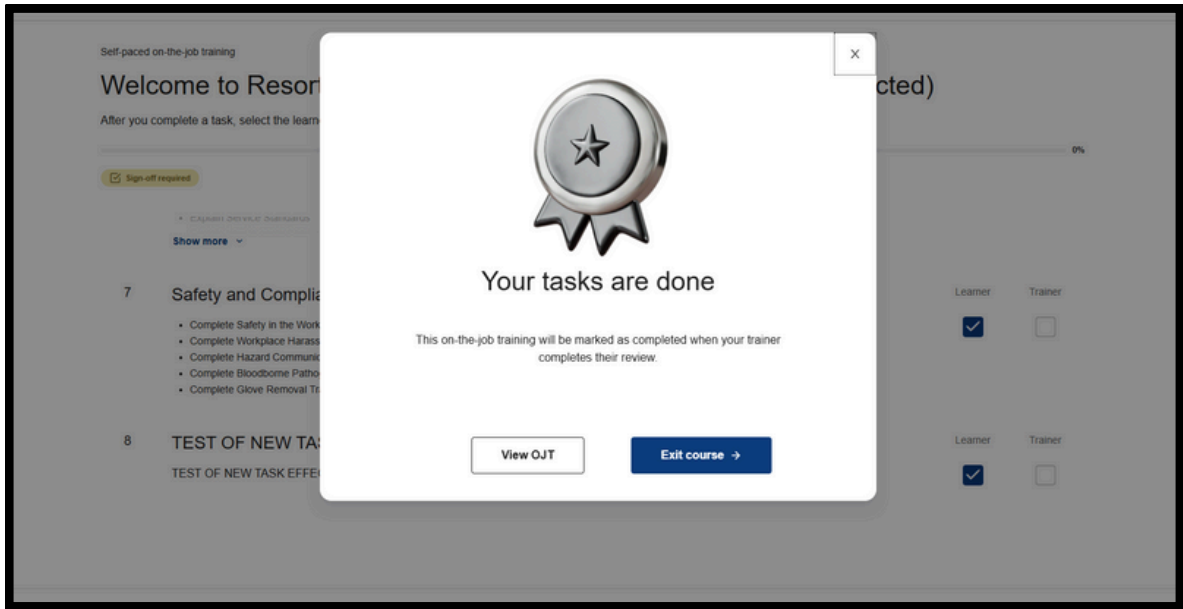 Self-paced on-the-job training
X
Welcome to Resort cted)
After you complete a task, select the learn
0%
Sign-off required
• Explain Service Standards
Show more
Your tasks are done
This on-the-job training will be marked as completed when your trainer
completes their review.
7 Safety and Complia
Learner Trainer
• Complete Safety in the Work
• Complete Workplace Harass
• Complete Hazard Communic
• Complete Bloodborne Patho
• Complete Glove Removal Tr
View OJT
Exit course →
8 TEST OF NEW TA
Learner Trainer
TEST OF NEW TASK EFFE